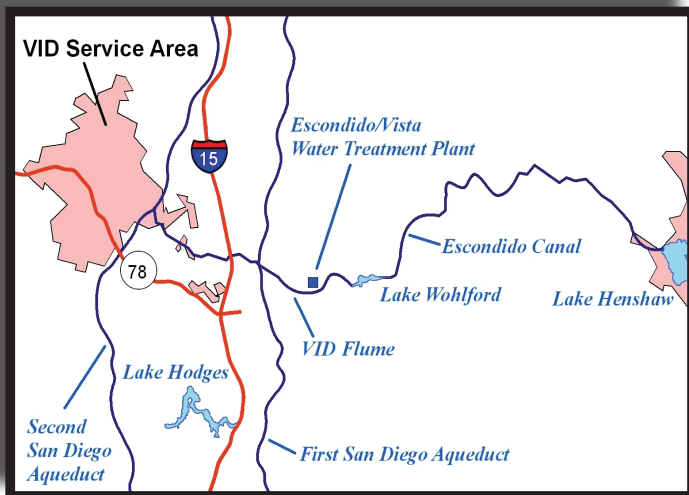 VID Service Area
15
Escondido/Vista
Water Treatment Plant
Escondido Canal
78
Lake Wohlford
Lake Henshaw
VID Flume
Lake Hodges
Second
San Diego
Aqueduct
First San Diego Aqueduct